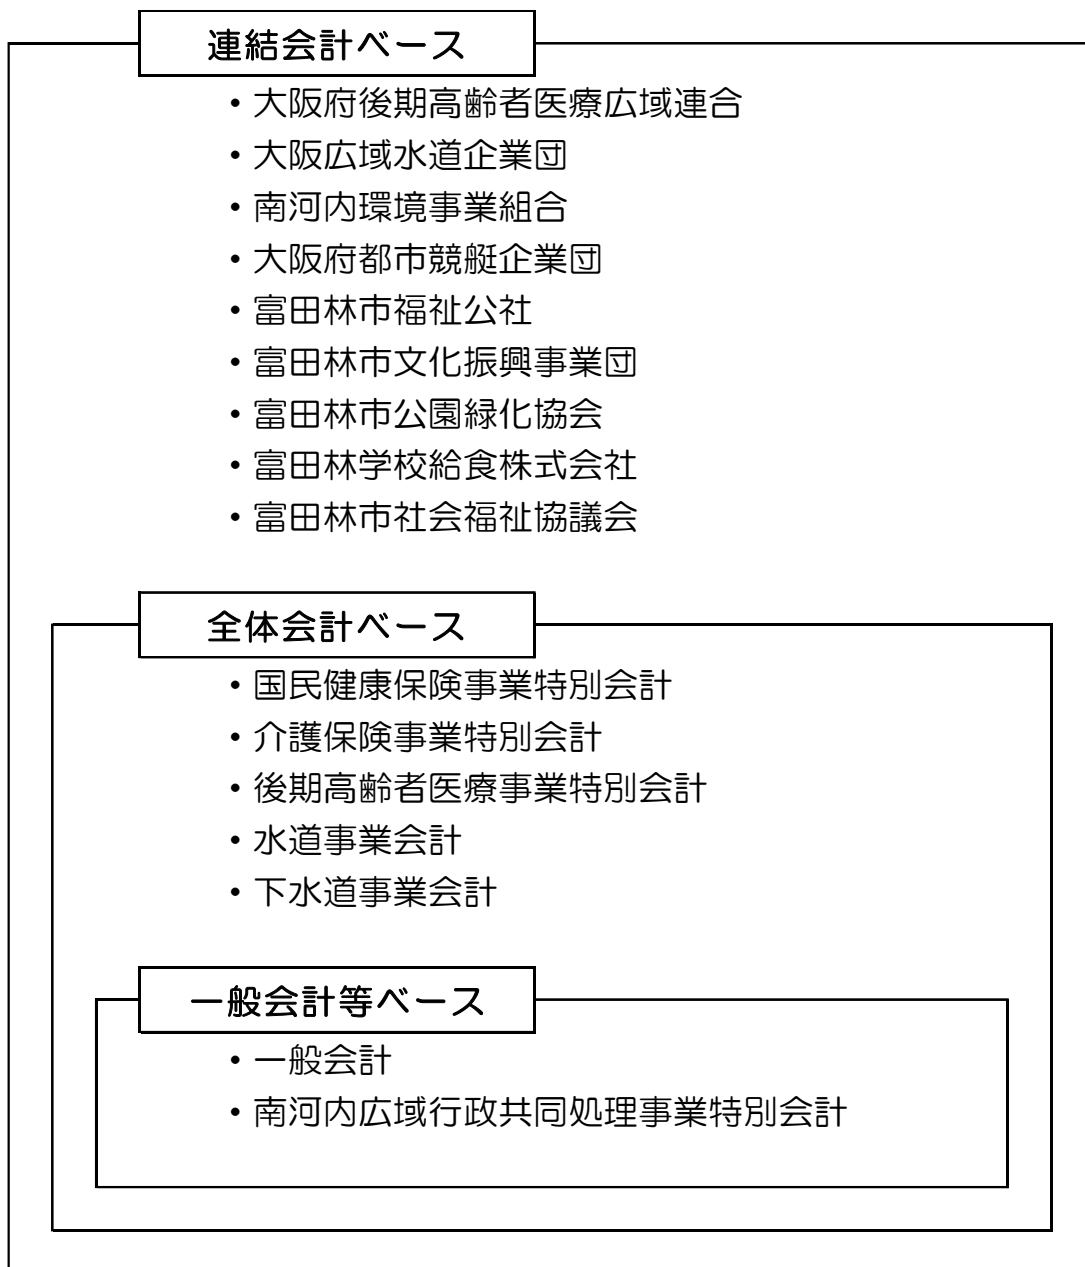 連結会計ベース
・大阪府後期高齢者医療広域連合
・大阪広域水道企業団
・南河内環境事業組合
・大阪府都市競艇企業団
・富田林市福祉公社
・富田林市文化振興事業団
・富田林市公園緑化協会
・富田林学校給食株式会社
・富田林市社会福祉協議会
全体会計ベース
・国民健康保険事業特別会計
・介護保険事業特別会計
・後期高齢者医療事業特別会計
・水道事業会計
・下水道事業会計
一般会計等ベース
・一般会計
・南河内広域行政共同処理事業特別会計